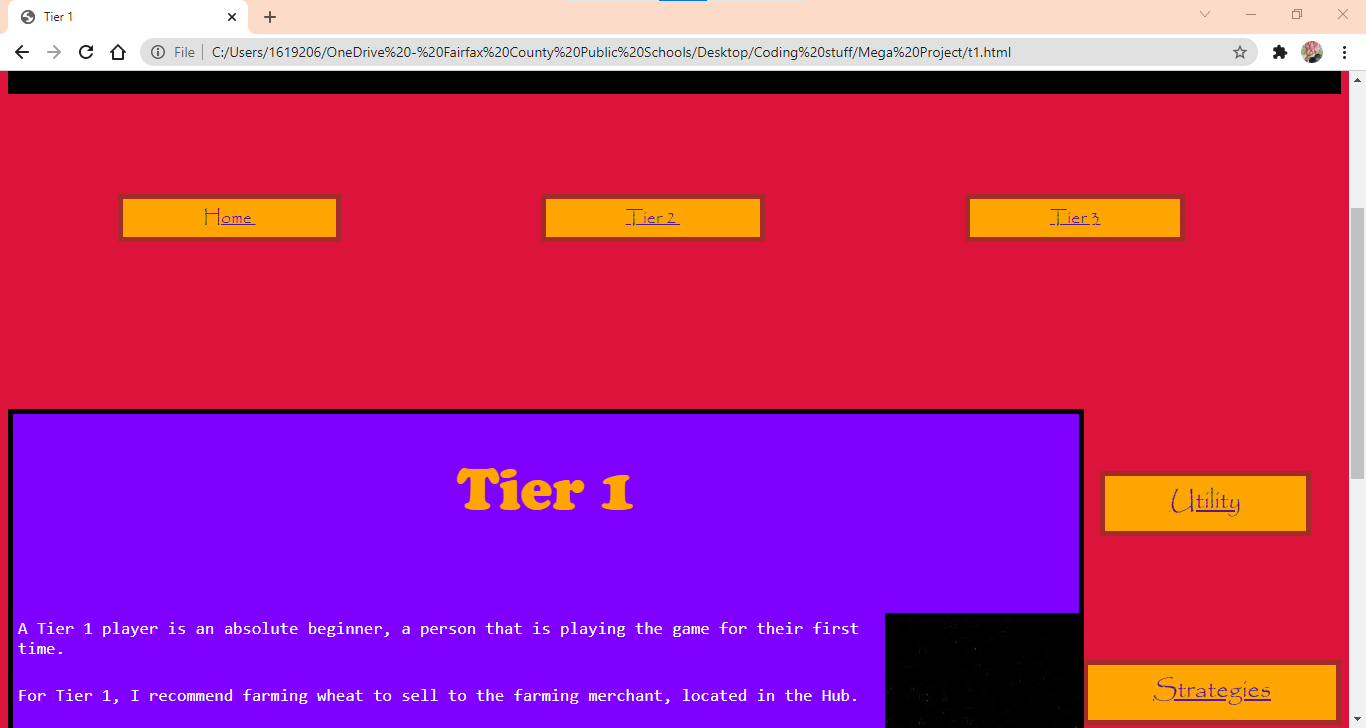 Tier 1
File
C:/Users/1619206/OneDrive%20-%20Fairfax%20County%20Public%20Schools/Desktop/Coding%20stuff/Mega%20Project/t1.html
Home
Tier 2
Tier 3
Tier 1
Utility
A Tier 1 player is an absolute beginner, a person that is playing the game for their first
time.
For Tier 1, I recommend farming wheat to sell to the farming merchant, located in the Hub.
Strategies